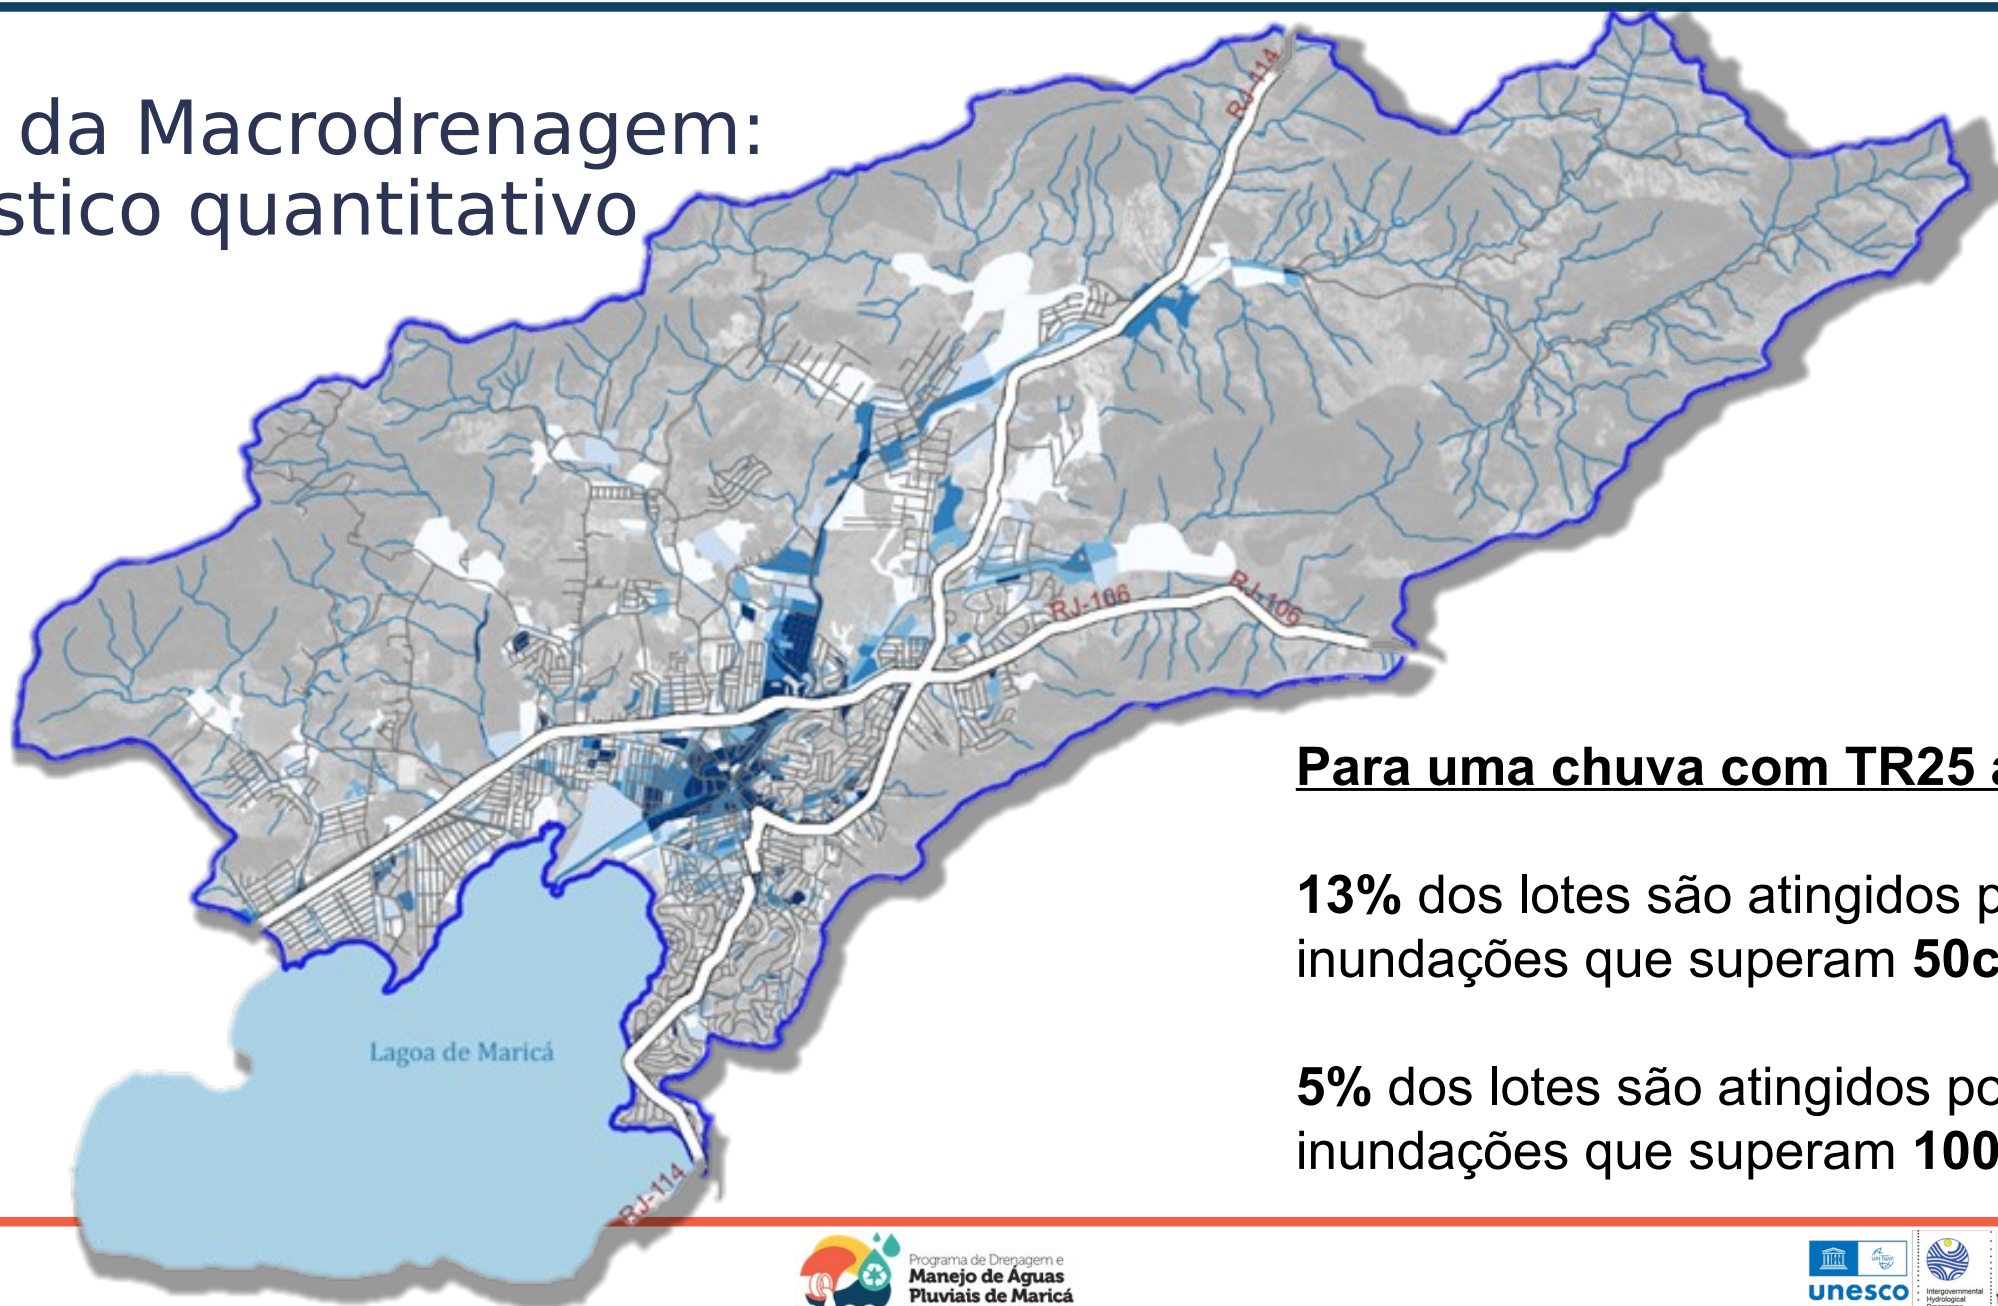 da Macrodrenagem:
stico quantitativo
RJ-114
RJ-106
RJ-106
Para uma chuva com TR25 a
13% dos lotes são atingidos p
inundações que superam 50c
Lagoa de Maricá
5% dos lotes são atingidos po
inundações que superam 100
RJ-114
Programa de Drenagem e
Manejo de Águas
Pluviais de Maricá
unesco
Intergovernmental
Hydrological